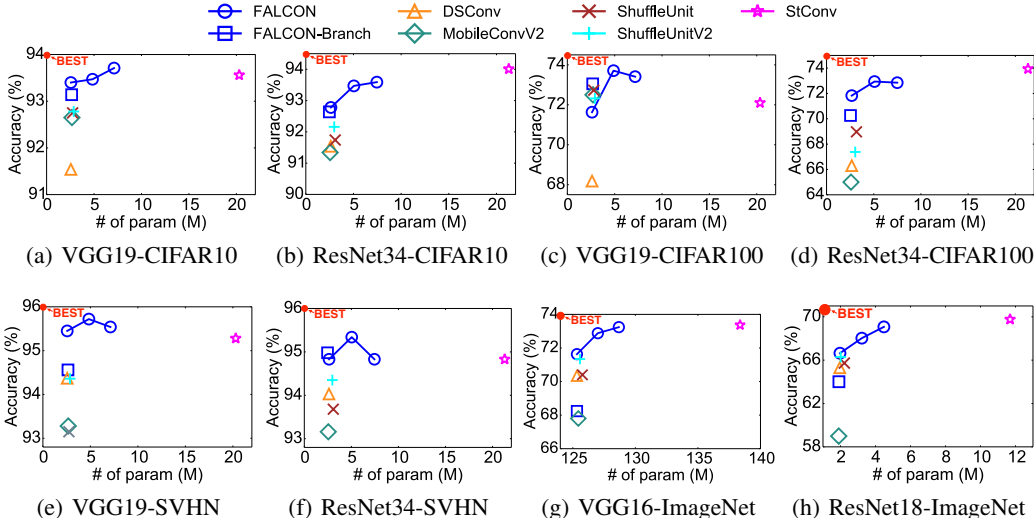 FALCON DSConv ShuffleUnit StConv
FALCON-Branch MobileConvV2 ShuffleUnitV2
94 93 92 91
Accuracy (%)
BEST
0 5 10 15 20
# of param (M)
(a) VGG19-CIFAR10
94 93 92 91 90
Accuracy (%)
BEST
0 5 10 15 20
# of param (M)
(b) ResNet34-CIFAR10
74 72 70 68
Accuracy (%)
BEST
0 5 10 15 20
# of param (M)
(c) VGG19-CIFAR100
74 72 70 68 66 64
Accuracy (%)
BEST
0 5 10 15 20
# of param (M)
(d) ResNet34-CIFAR100
96 95 94 93
Accuracy (%)
BEST
0 5 10 15 20
# of param (M)
(e) VGG19-SVHN
96 95 94 93
Accuracy (%)
BEST
0 5 10 15 20
# of param (M)
(f) ResNet34-SVHN
74 72 70 68 66
Accuracy (%)
BEST
125 130 135 140
# of param (M)
(g) VGG16-ImageNet
70 67 64 61 58
Accuracy (%)
BEST
2 4 6 8 10 12 14
# of param (M)
(h) ResNet18-ImageNet